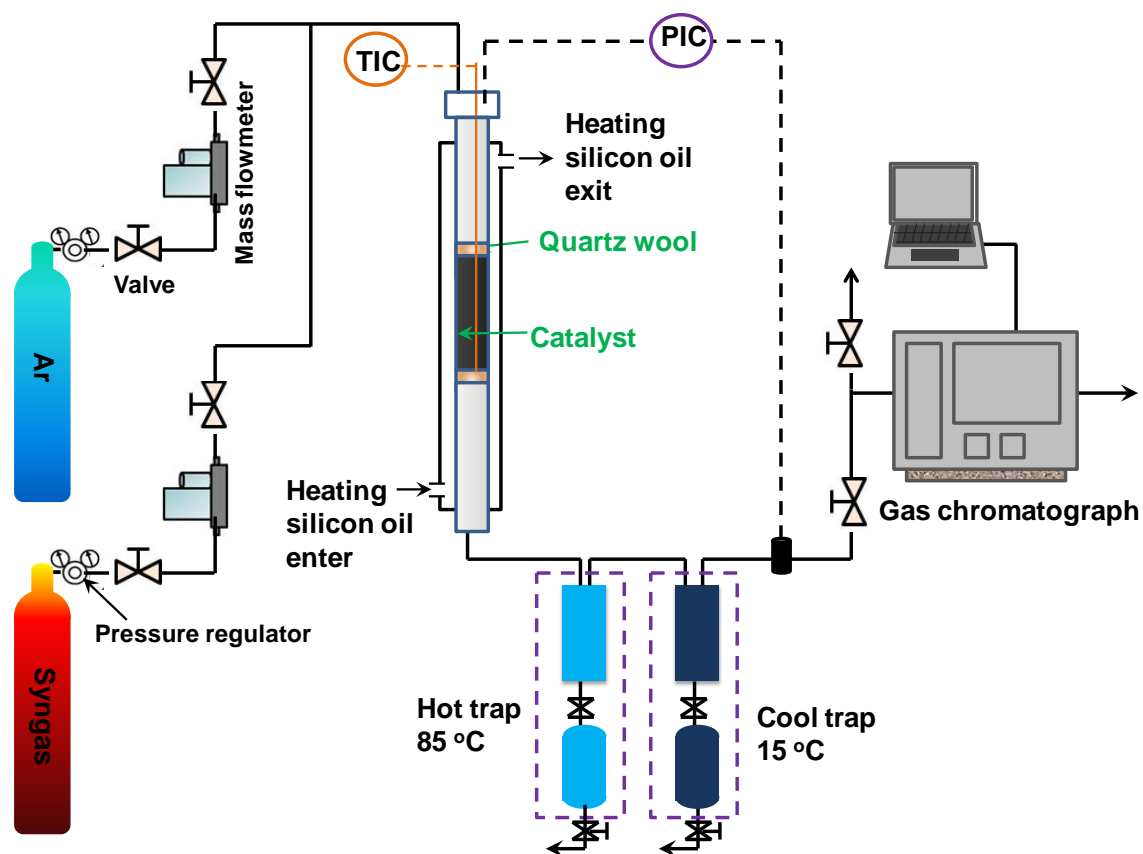 TIC
PIC
Mass flowmeter
Heating
silicon oil
exit
Quartz wool
Valve
Catalyst
Ar
Heating
silicon oil
enter
Gas chromatograph
Pressure regulator
Syngas
Hot trap
85 °C
Cool trap
15 °C